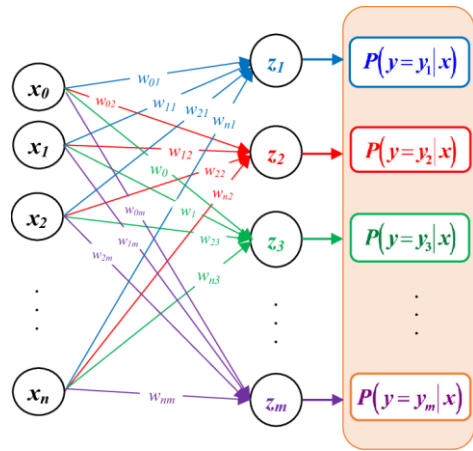 x₀
x₁
x₂
xₙ
w₀₁
w₁₁
w₂₁
wₙ₁
w₀₂
w₁₂
w₂₂
wₙ₂
w₀
w₁
w₂₃
wₙ₃
w₀ₘ
w₁ₘ
w₂ₘ
wₙₘ
z₁
z₂
z₃
zₘ
P(y = y₁|x)
P(y = y₂|x)
P(y = y₃|x)
P(y = yₘ|x)